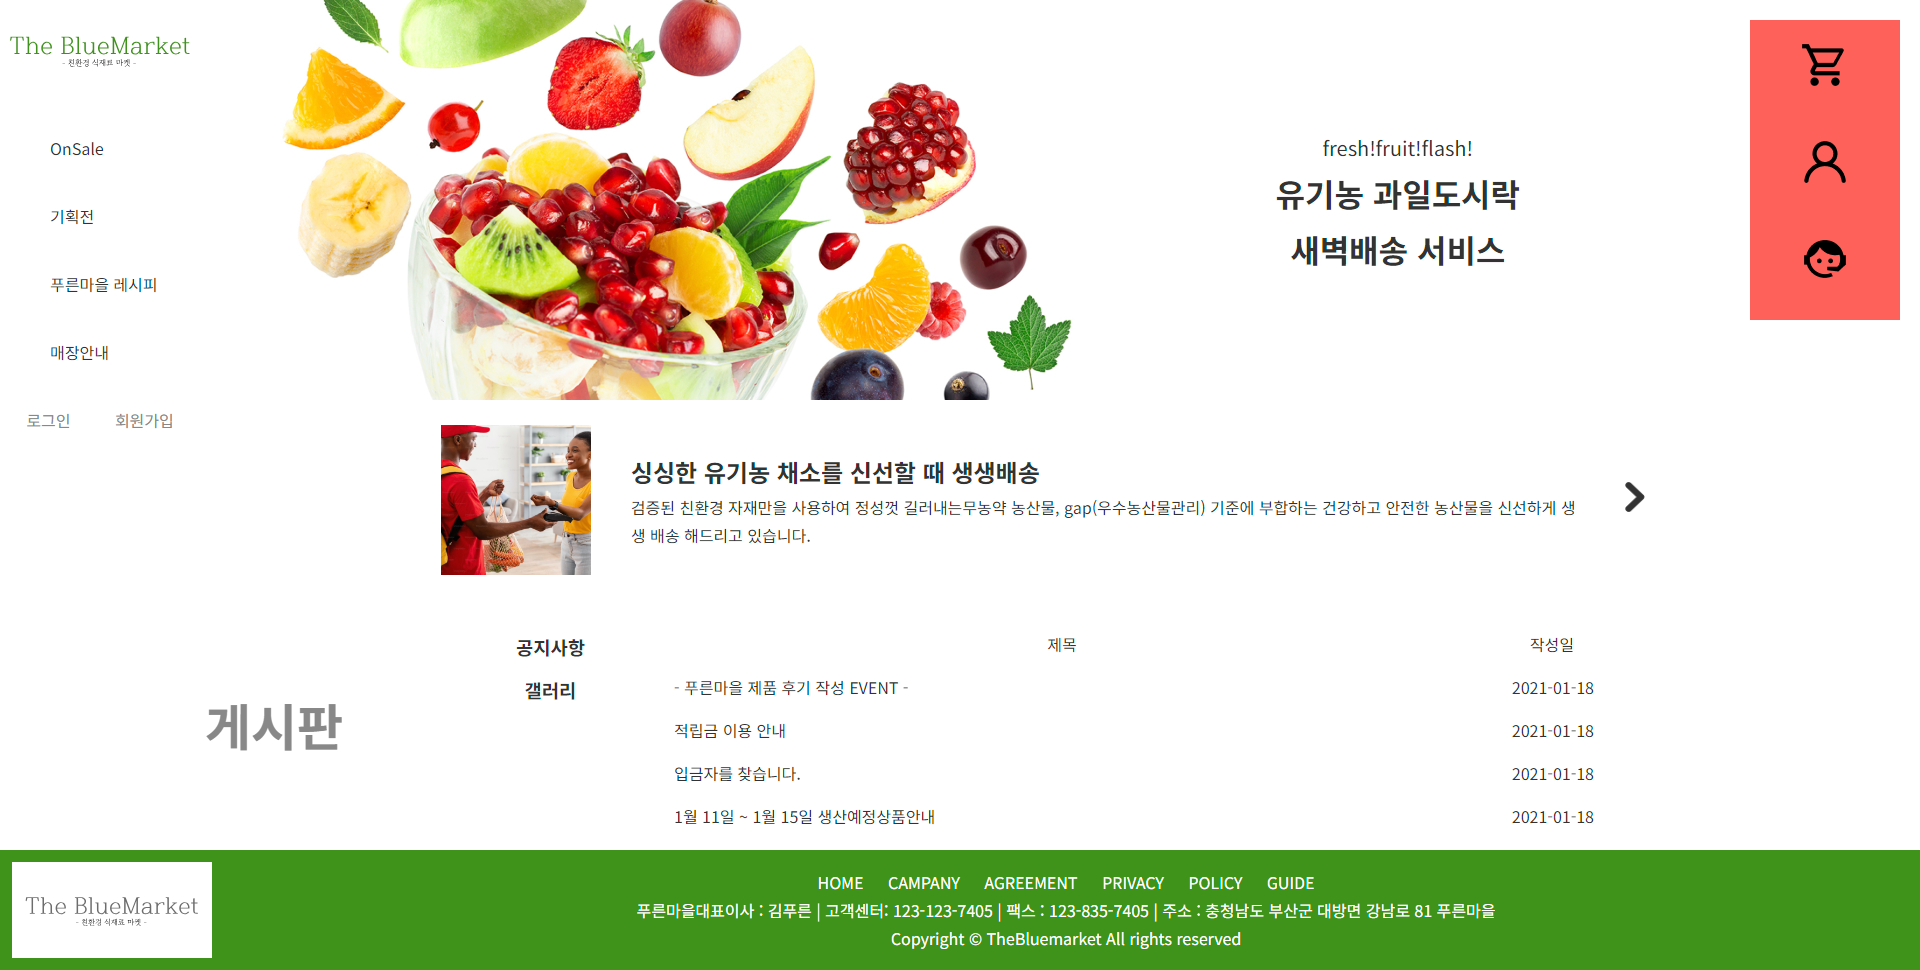 The BlueMarket
- 친환경 식재료 마켓 -
OnSale
기획전
푸른마을 레시피
매장안내
로그인 회원가입
fresh!fruit!flash!
유기농 과일도시락
새벽배송 서비스
싱싱한 유기농 채소를 신선할 때 생생배송
검증된 친환경 자재만을 사용하여 정성껏 길러내는무농약 농산물, gap(우수농산물관리) 기준에 부합하는 건강하고 안전한 농산물을 신선하게 생
생 배송 해드리고 있습니다.
게시판
공지사항
갤러리
제목 작성일
- 푸른마을 제품 후기 작성 EVENT - 2021-01-18
적립금 이용 안내 2021-01-18
입금자를 찾습니다. 2021-01-18
1월 11일 ~ 1월 15일 생산예정상품안내 2021-01-18
The BlueMarket
- 친환경 식재료 마켓 -
HOME CAMPANY AGREEMENT PRIVACY POLICY GUIDE
푸른마을대표이사 : 김푸른 | 고객센터: 123-123-7405 | 팩스 : 123-835-7405 | 주소 : 충청남도 부산군 대방면 강남로 81 푸른마을
Copyright © TheBluemarket All rights reserved